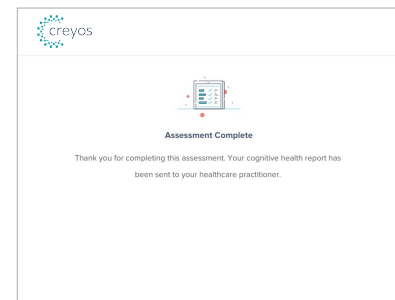 creyos
Assessment Complete
Thank you for completing this assessment. Your cognitive health report has
been sent to your healthcare practitioner.